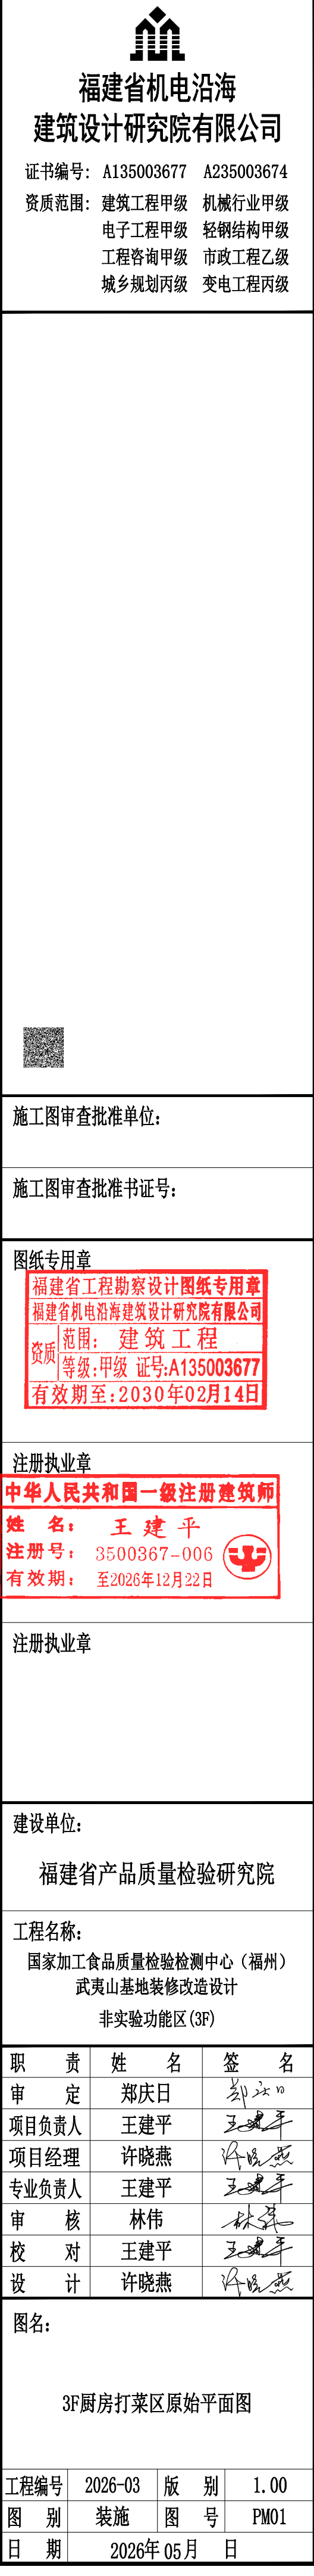 福建省机电沿海
建筑设计研究院有限公司
证书编号: A135003677 A235003674
资质范围: 建筑工程甲级 机械行业甲级
电子工程甲级 轻钢结构甲级
工程咨询甲级 市政工程乙级
城乡规划丙级 变电工程丙级
施工图审查批准单位:
施工图审查批准书证号:
图纸专用章
福建省工程勘察设计图纸专用章
福建省机电沿海建筑设计研究院有限公司
资质 范围: 建筑工程
等级:甲级 证号:A135003677
有效期至:2030年02月14日
注册执业章
中华人民共和国一级注册建筑师
姓 名: 王建平
注册号: 3500367-006
有效期: 至2026年12月22日
注册执业章
建设单位:
福建省产品质量检验研究院
工程名称:
国家加工食品质量检验检测中心（福州）
武夷山基地装修改造设计
非实验功能区(3F)
职 责 姓 名 签 名
审 定 郑庆日 郑庆日
项目负责人 王建平 王建平
项目经理 许晓燕 许晓燕
专业负责人 王建平 王建平
审 核 林伟 林伟
校 对 王建平 王建平
设 计 许晓燕 许晓燕
图名:
3F厨房打菜区原始平面图
工程编号 2026-03 版 别 1.00
图 别 装施 图 号 PM01
日 期 2026年05月 日